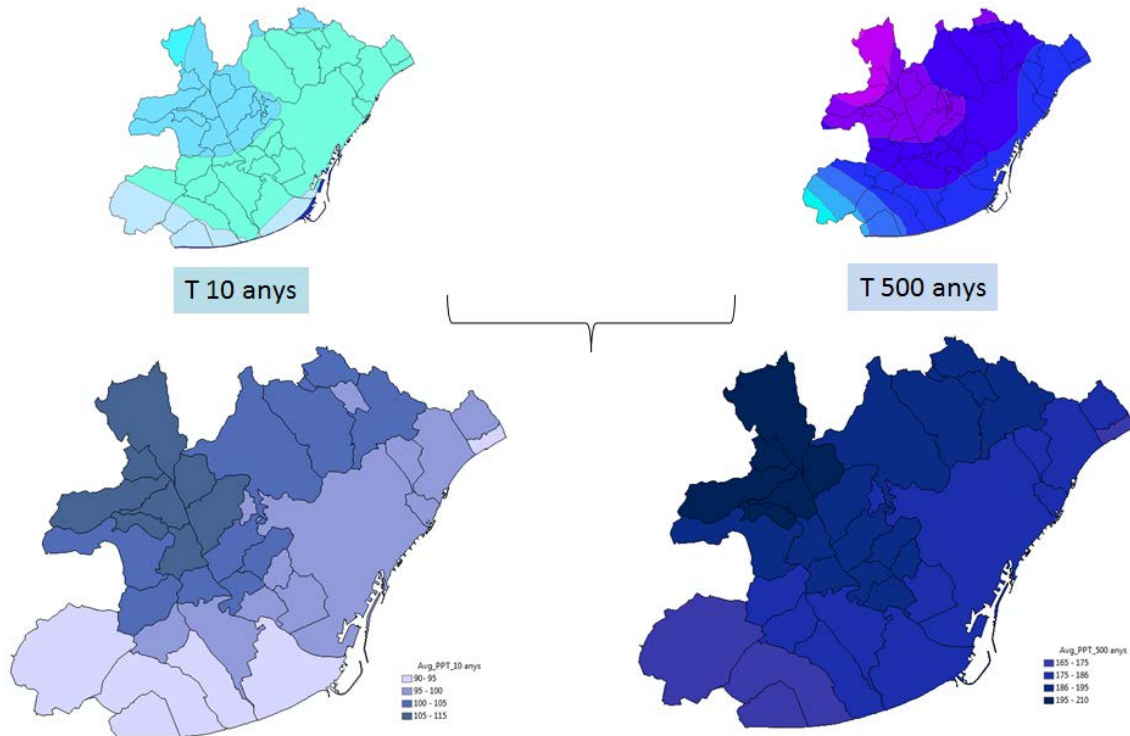 T 10 anys
T 500 anys
Avg_PPT_10 anys
90- 95
95 - 100
100 - 105
105 - 115
Avg_PPT_500 anys
165 - 175
175 - 186
186 - 195
195 - 210